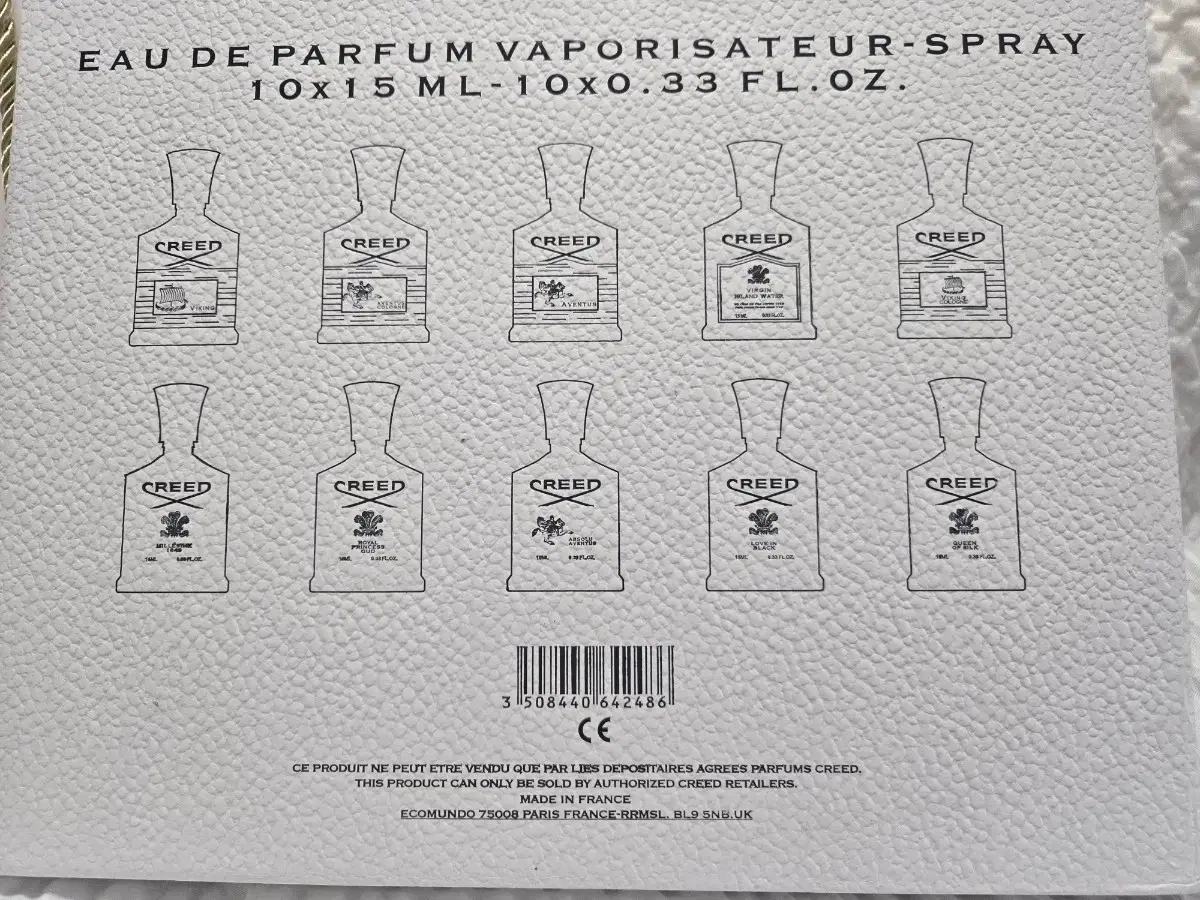 EAU DE PARFUM VAPORISATEUR-SPRAY
10x15 ML-10x0.33 FL.OZ.
CREED
VIKING
CREED
AVENTUS
COLOGNE
CREED
AVENTUS
CREED
VIRGIN
ISLAND WATER
CREED
VIKING
COLOGNE
CREED
CREED
ROYAL
PRINCESS
OUD
CREED
ABSOLU
AVENTUS
CREED
LOVE IN
BLACK
CREED
QUEEN
OF SILK
3 508440 642486
CE
CE PRODUIT NE PEUT ETRE VENDU QUE PAR LIES DEPOSITAIRES AGREES PARFUMS CREED.
THIS PRODUCT CAN ONLY BE SOLD BY AUTHORIZED CREED RETAILERS.
MADE IN FRANCE
ECOMUNDO 75008 PARIS FRANCE-RRMSL. BL9 5NB.UK